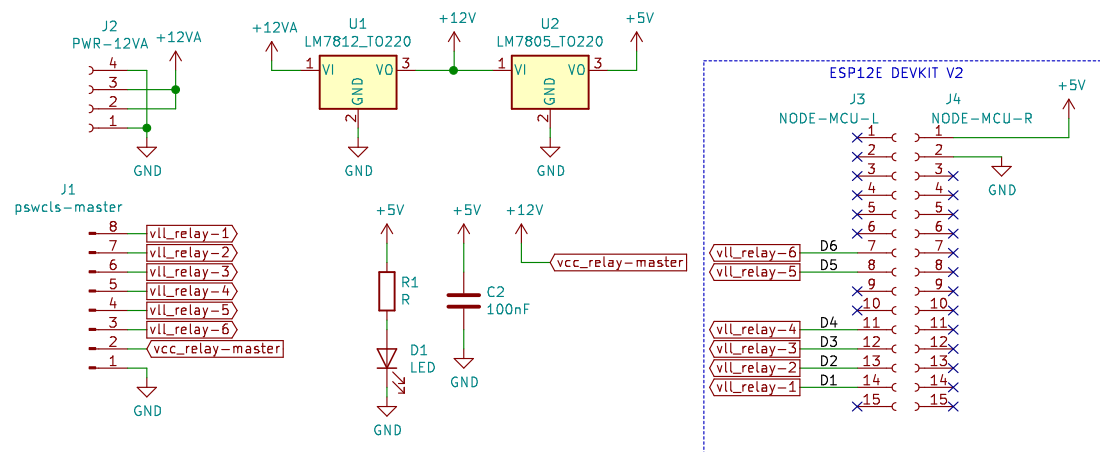 J2
PWR-12VA
+12VA
4
3
2
1
GND
+12VA
U1
LM7812_TO220
1
VI
VO
3
GND
2
GND
+12V
U2
LM7805_TO220
1
VI
VO
3
GND
2
GND
+5V
J1
pswcls-master
8
vll_relay-1
7
vll_relay-2
6
vll_relay-3
5
vll_relay-4
4
vll_relay-5
3
vll_relay-6
2
vcc_relay-master
1
GND
+5V
R1
R
D1
LED
GND
+5V
C2
100nF
GND
+12V
vcc_relay-master
ESP12E DEVKIT V2
J3
NODE-MCU-L
1
2
3
4
5
6
vll_relay-6 D6 7
vll_relay-5 D5 8
9
10
vll_relay-4 D4 11
vll_relay-3 D3 12
vll_relay-2 D2 13
vll_relay-1 D1 14
15
J4
NODE-MCU-R
+5V
1
2
GND
3
4
5
6
7
8
9
10
11
12
13
14
15